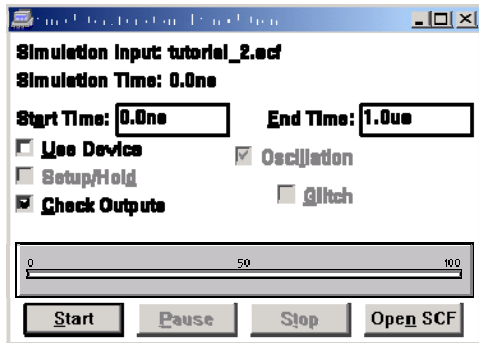 Simulation Input: tutorial_2.scf
Simulation Time: 0.0ns
Start Time: 0.0ns End Time: 1.0us
Use Device
Oscillation
Setup/Hold
Glitch
Check Outputs
0 50 100
Start Pause Stop Open SCF